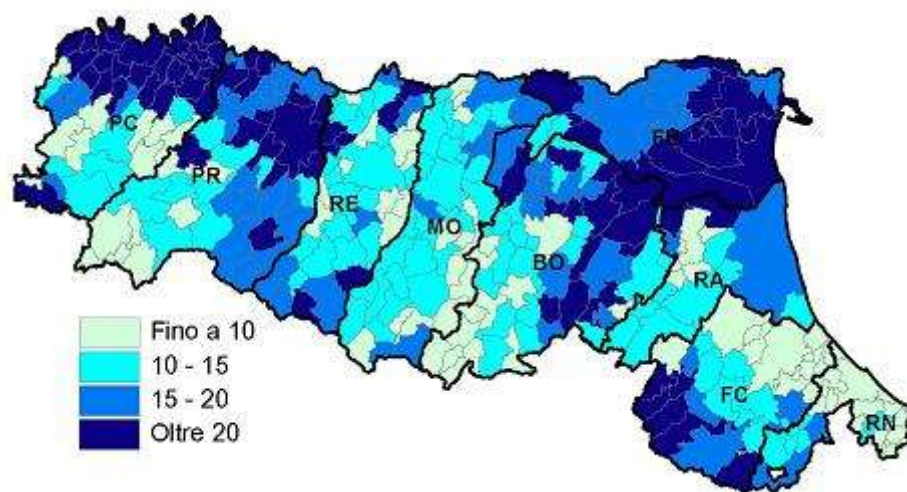 PC
PR
RE
MO
BO
FE
RA
FC
RN
Fino a 10
10 - 15
15 - 20
Oltre 20